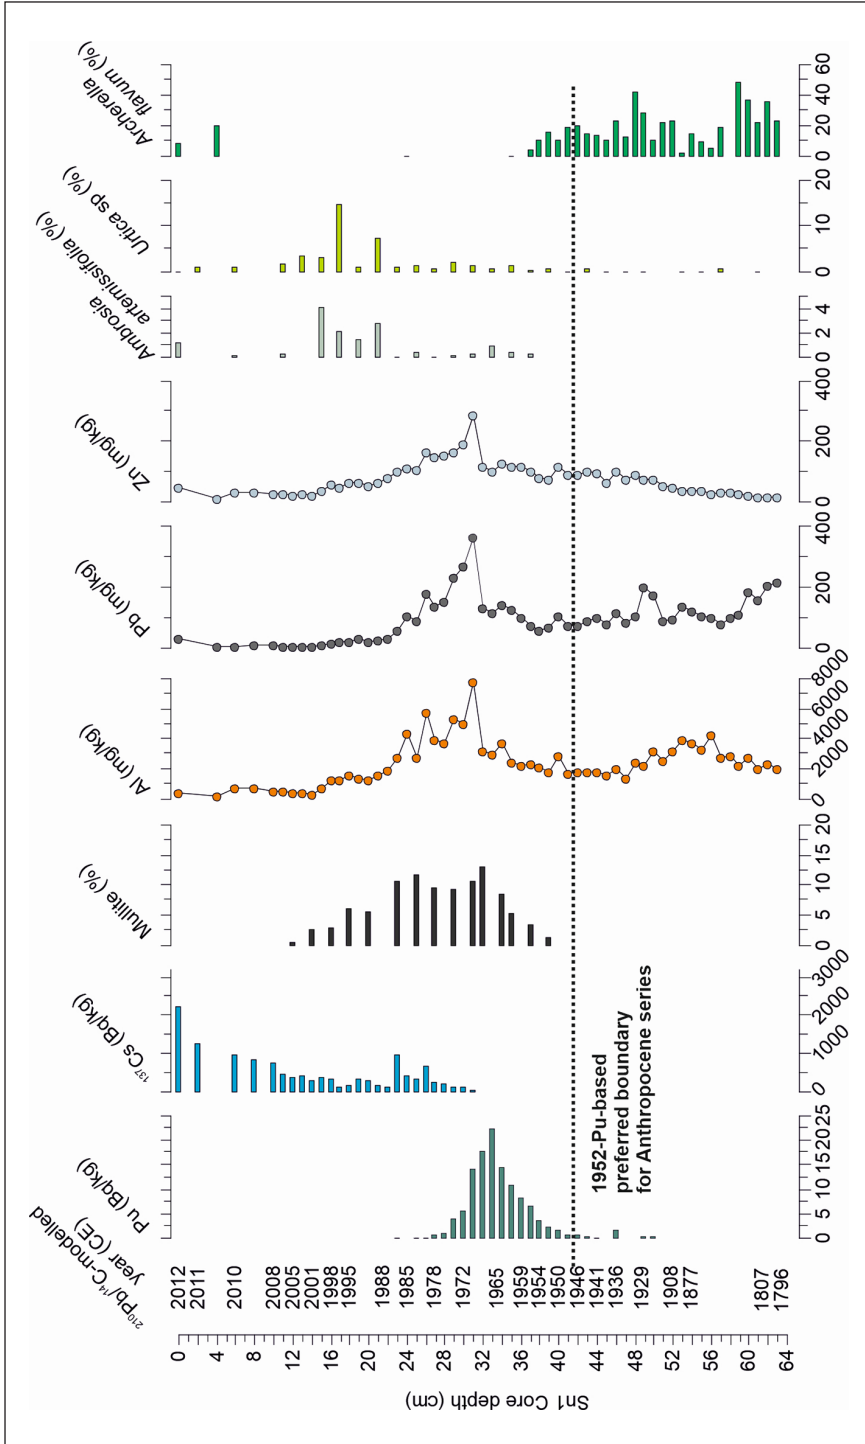 Sn1 Core depth (cm)
0
4
8
12
16
20
24
28
32
36
40
44
48
52
56
60
64
²¹⁰Pb/¹⁴C-modelled
year (CE)
2012
2011
2010
2008
2005
2001
1998
1995
1988
1985
1978
1972
1965
1959
1954
1950
1946
1941
1936
1929
1908
1877
1807
1796
Pu (Bq/kg)
0 5 10 15 20 25
¹³⁷Cs (Bq/kg)
0 1000 2000 3000
Mullite (%)
0 5 10 15 20
Al (mg/kg)
0 2000 4000 6000 8000
Pb (mg/kg)
0 200 400
Zn (mg/kg)
0 200 400
Ambrosia
artemissifolia (%)
0 2 4
Urtica sp (%)
0 10 20
Archerella
flavum (%)
0 20 40 60
1952-Pu-based
preferred boundary
for Anthropocene series